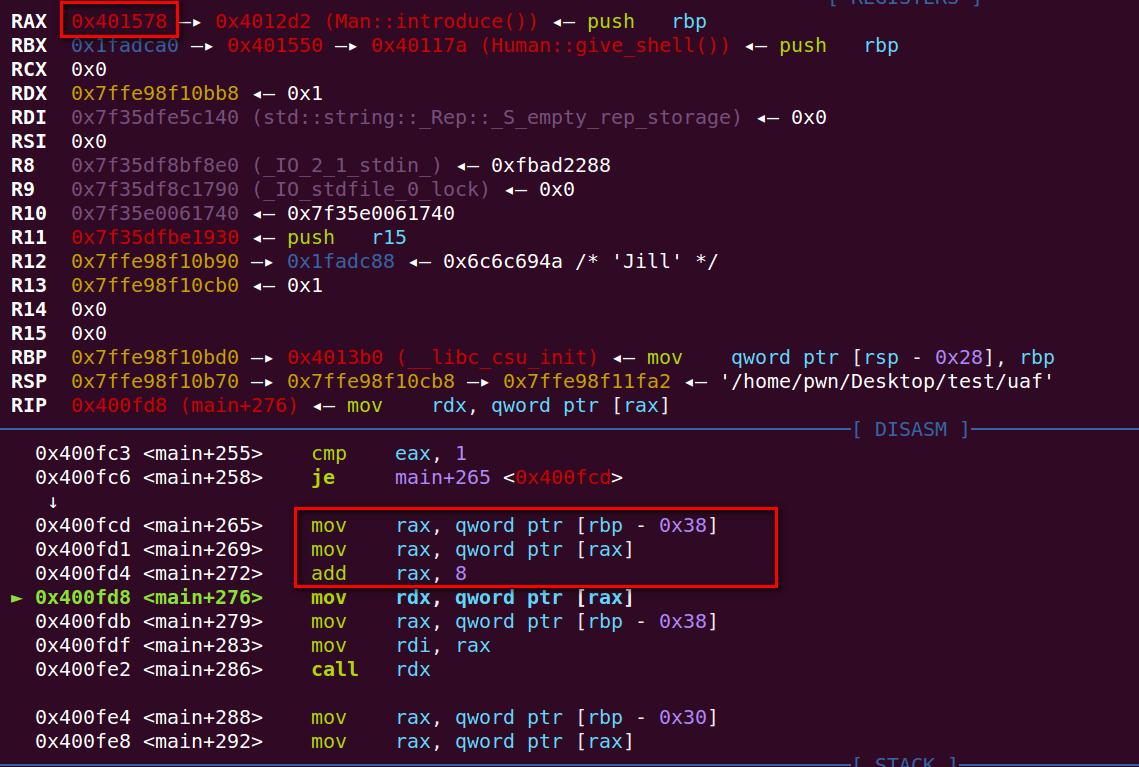 [ REGISTERS ]
RAX  0x401578 —▸ 0x4012d2 (Man::introduce()) ◂— push   rbp
RBX  0x1fadca0 —▸ 0x401550 —▸ 0x40117a (Human::give_shell()) ◂— push   rbp
RCX  0x0
RDX  0x7ffe98f10bb8 ◂— 0x1
RDI  0x7f35dfe5c140 (std::string::_Rep::_S_empty_rep_storage) ◂— 0x0
RSI  0x0
R8   0x7f35df8bf8e0 (_IO_2_1_stdin_) ◂— 0xfbad2288
R9   0x7f35df8c1790 (_IO_stdfile_0_lock) ◂— 0x0
R10  0x7f35e0061740 ◂— 0x7f35e0061740
R11  0x7f35dfbe1930 ◂— push   r15
R12  0x7ffe98f10b90 —▸ 0x1fadc88 ◂— 0x6c6c694a /* 'Jill' */
R13  0x7ffe98f10cb0 ◂— 0x1
R14  0x0
R15  0x0
RBP  0x7ffe98f10bd0 —▸ 0x4013b0 (__libc_csu_init) ◂— mov    qword ptr [rsp - 0x28], rbp
RSP  0x7ffe98f10b70 —▸ 0x7ffe98f10cb8 —▸ 0x7ffe98f11fa2 ◂— '/home/pwn/Desktop/test/uaf'
RIP  0x400fd8 (main+276) ◂— mov    rdx, qword ptr [rax]
[ DISASM ]
0x400fc3 <main+255>    cmp    eax, 1
0x400fc6 <main+258>    je     main+265 <0x400fcd>
↓
0x400fcd <main+265>    mov    rax, qword ptr [rbp - 0x38]
0x400fd1 <main+269>    mov    rax, qword ptr [rax]
0x400fd4 <main+272>    add    rax, 8
► 0x400fd8 <main+276>    mov    rdx, qword ptr [rax]
0x400fdb <main+279>    mov    rax, qword ptr [rbp - 0x38]
0x400fdf <main+283>    mov    rdi, rax
0x400fe2 <main+286>    call   rdx
0x400fe4 <main+288>    mov    rax, qword ptr [rbp - 0x30]
0x400fe8 <main+292>    mov    rax, qword ptr [rax]
[ STACK ]